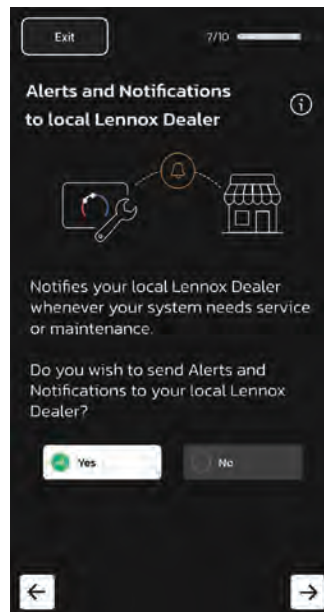 Exit
7/10
Alerts and Notifications
to local Lennox Dealer
Notifies your local Lennox Dealer
whenever your system needs service
or maintenance.
Do you wish to send Alerts and
Notifications to your local Lennox
Dealer?
Yes
No